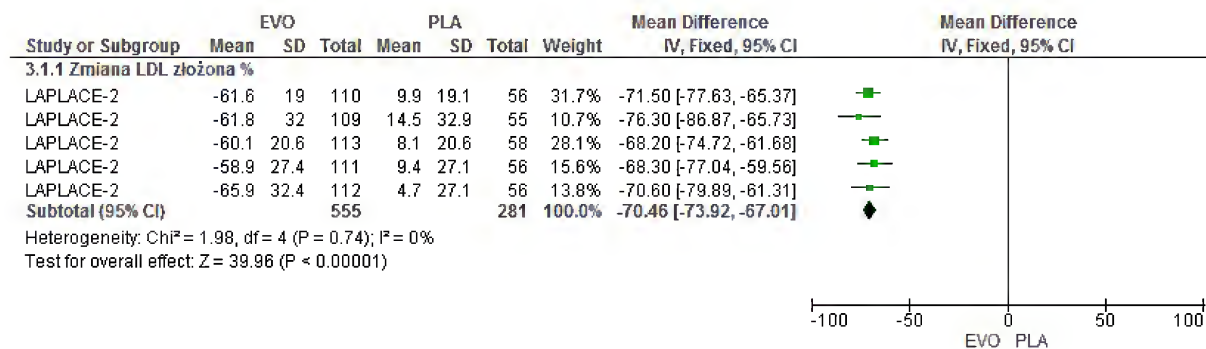 EVO PLA Mean Difference Mean Difference
Study or Subgroup Mean SD Total Mean SD Total Weight IV, Fixed, 95% CI IV, Fixed, 95% CI
3.1.1 Zmiana LDL złożona %
LAPLACE-2 -61.6 19 110 9.9 19.1 56 31.7% -71.50 [-77.63, -65.37]
LAPLACE-2 -61.8 32 109 14.5 32.9 55 10.7% -76.30 [-86.87, -65.73]
LAPLACE-2 -60.1 20.6 113 8.1 20.6 58 28.1% -68.20 [-74.72, -61.68]
LAPLACE-2 -58.9 27.4 111 9.4 27.1 56 15.6% -68.30 [-77.04, -59.56]
LAPLACE-2 -65.9 32.4 112 4.7 27.1 56 13.8% -70.60 [-79.89, -61.31]
Subtotal (95% CI) 555 281 100.0% -70.46 [-73.92, -67.01]
Heterogeneity: Chi² = 1.98, df = 4 (P = 0.74); I² = 0%
Test for overall effect: Z = 39.96 (P < 0.00001)
-100 -50 0 50 100
EVO PLA